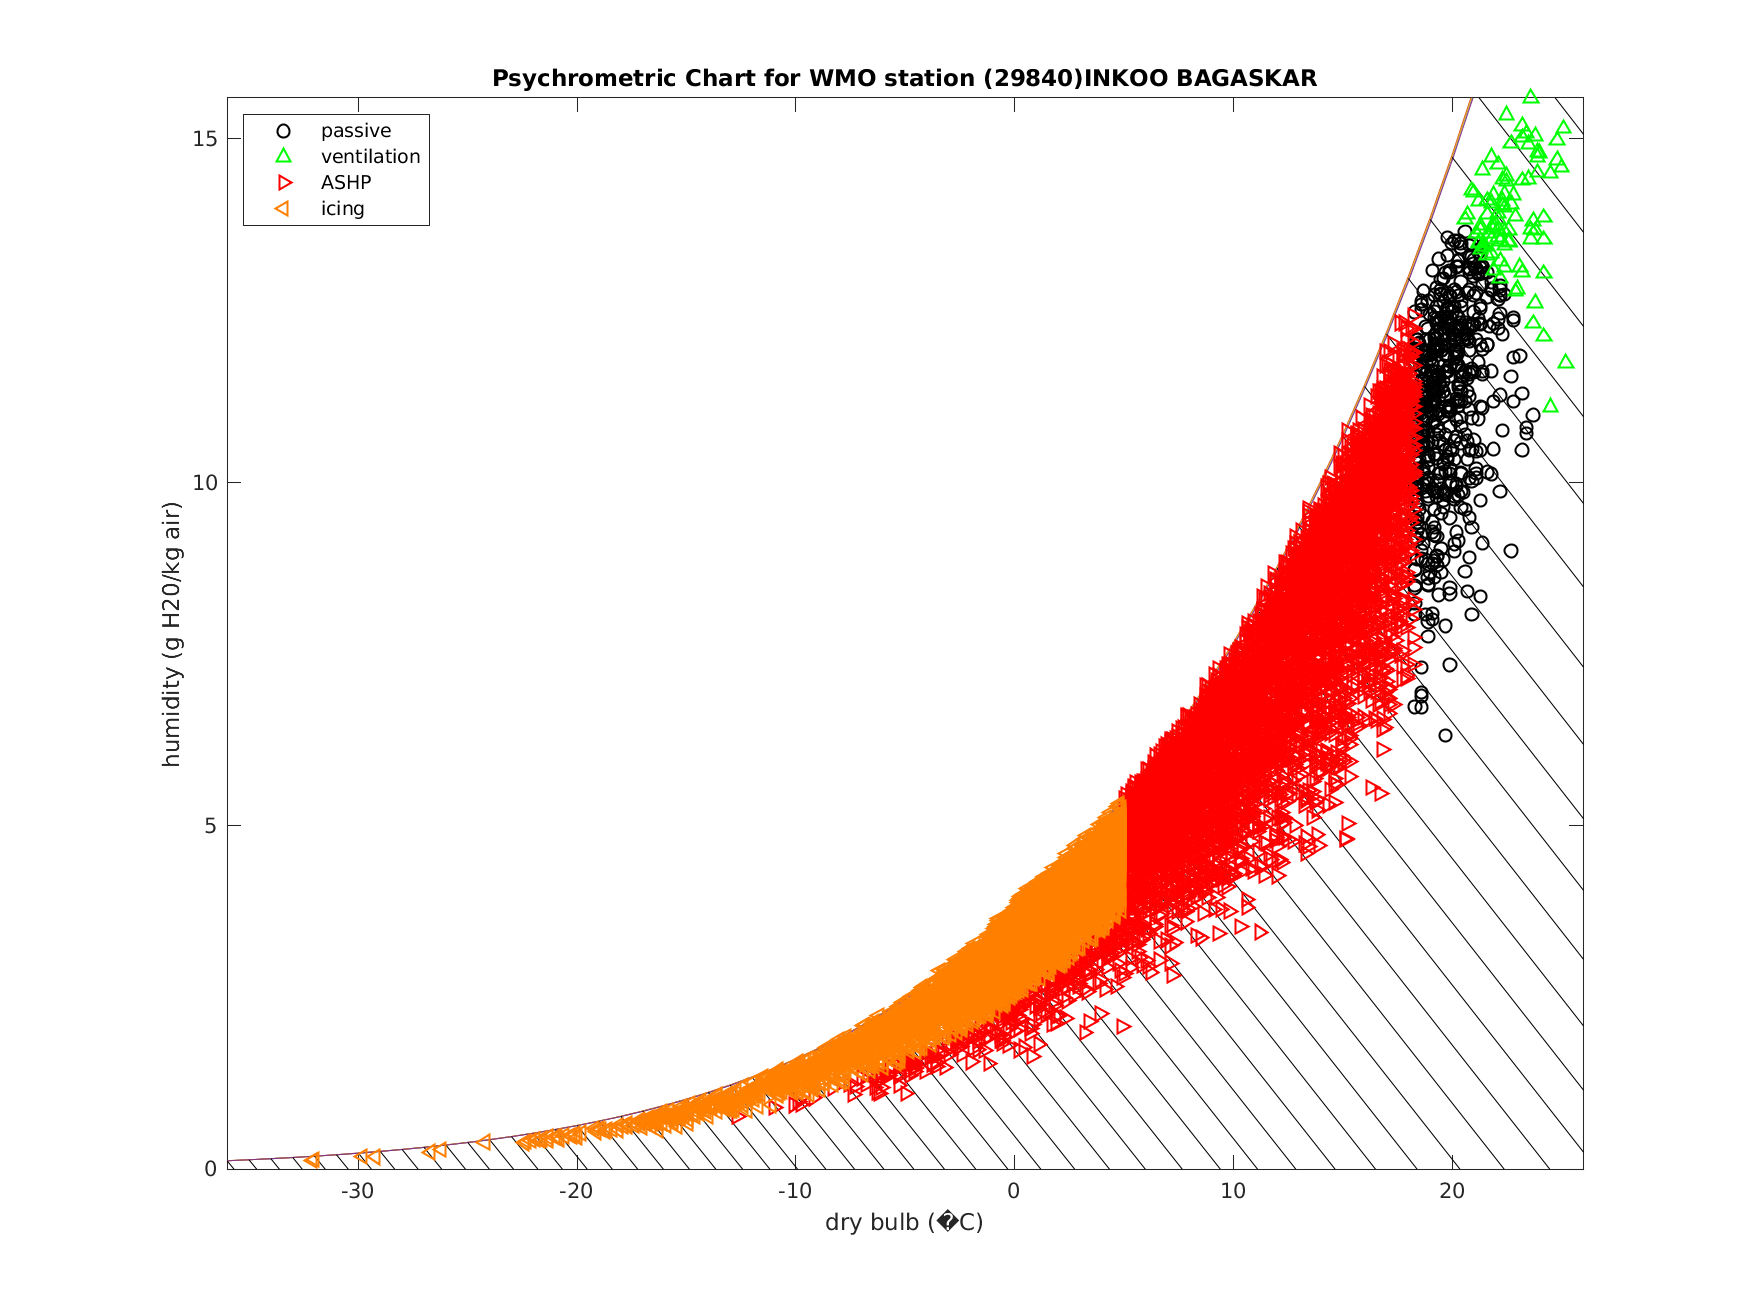 Psychrometric Chart for WMO station (29840)INKOO BAGASKAR
passive
ventilation
ASHP
icing
15
10
5
0
humidity (g H20/kg air)
-30 -20 -10 0 10 20
dry bulb (�C)